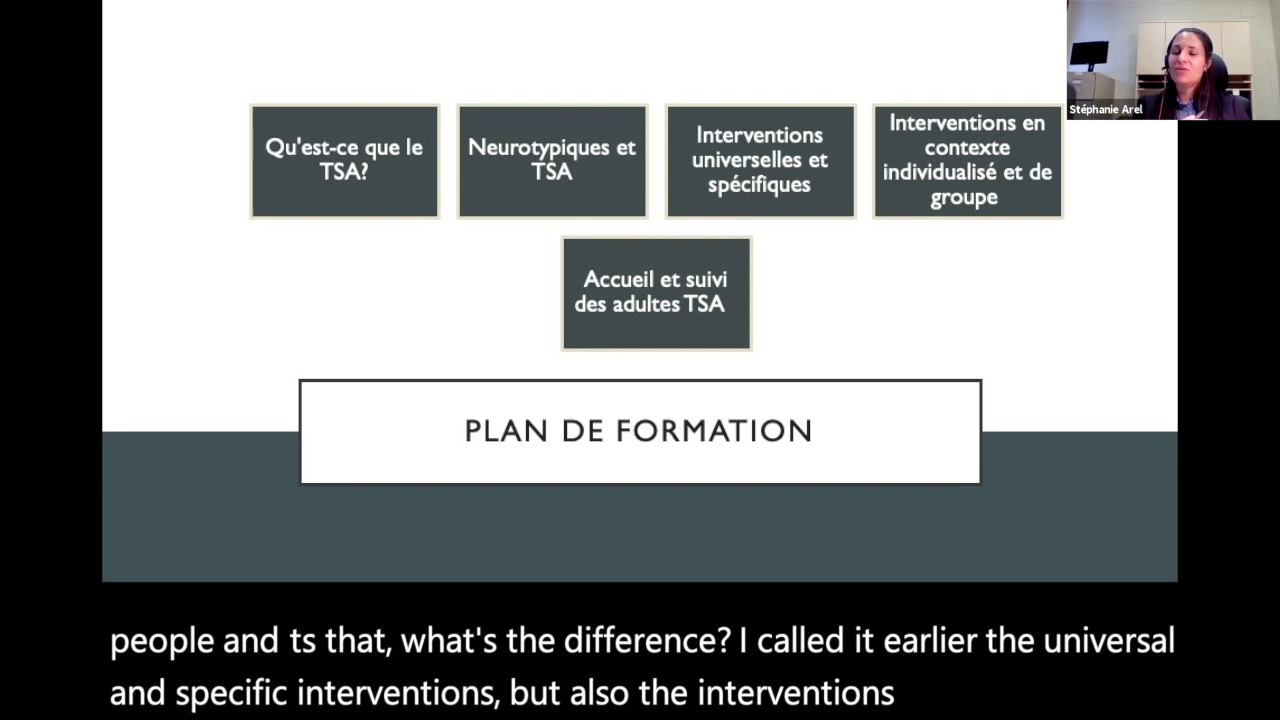 Stéphanie Arel
Qu'est-ce que le
TSA?
Neurotypiques et
TSA
Interventions
universelles et
spécifiques
Interventions en
contexte
individualisé et de
groupe
Accueil et suivi
des adultes TSA
PLAN DE FORMATION
people and ts that, what's the difference? I called it earlier the universal
and specific interventions, but also the interventions